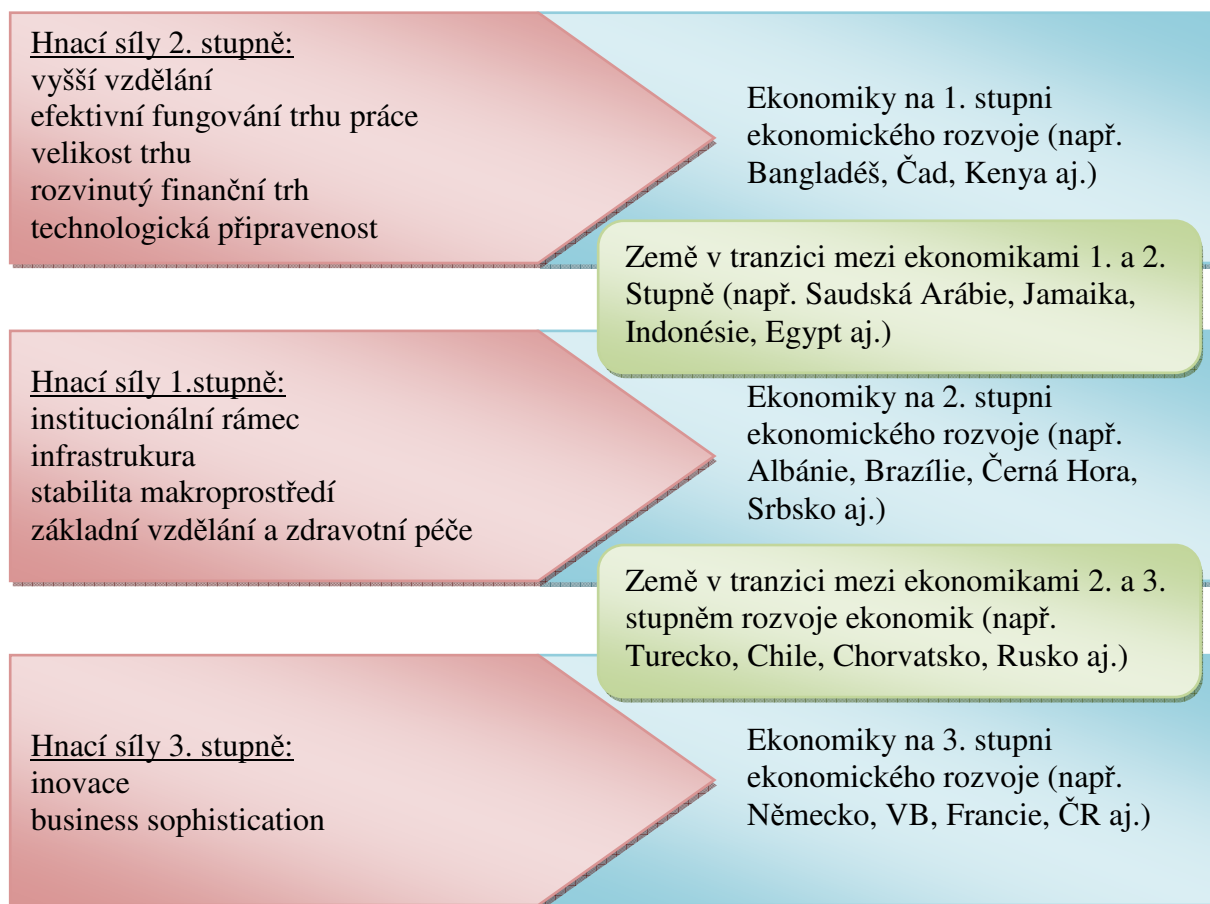 Hnací síly 2. stupně:
vyšší vzdělání
efektivní fungování trhu práce
velikost trhu
rozvinutý finanční trh
technologická připravenost
Ekonomiky na 1. stupni
ekonomického rozvoje (např.
Bangladéš, Čad, Kenya aj.)
Země v tranzici mezi ekonomikami 1. a 2.
Stupně (např. Saudská Arábie, Jamaika,
Indonésie, Egypt aj.)
Hnací síly 1.stupně:
institucionální rámec
infrastrukura
stabilita makroprostředí
základní vzdělání a zdravotní péče
Ekonomiky na 2. stupni
ekonomického rozvoje (např.
Albánie, Brazílie, Černá Hora,
Srbsko aj.)
Země v tranzici mezi ekonomikami 2. a 3.
stupněm rozvoje ekonomik (např.
Turecko, Chile, Chorvatsko, Rusko aj.)
Hnací síly 3. stupně:
inovace
business sophistication
Ekonomiky na 3. stupni
ekonomického rozvoje (např.
Německo, VB, Francie, ČR aj.)